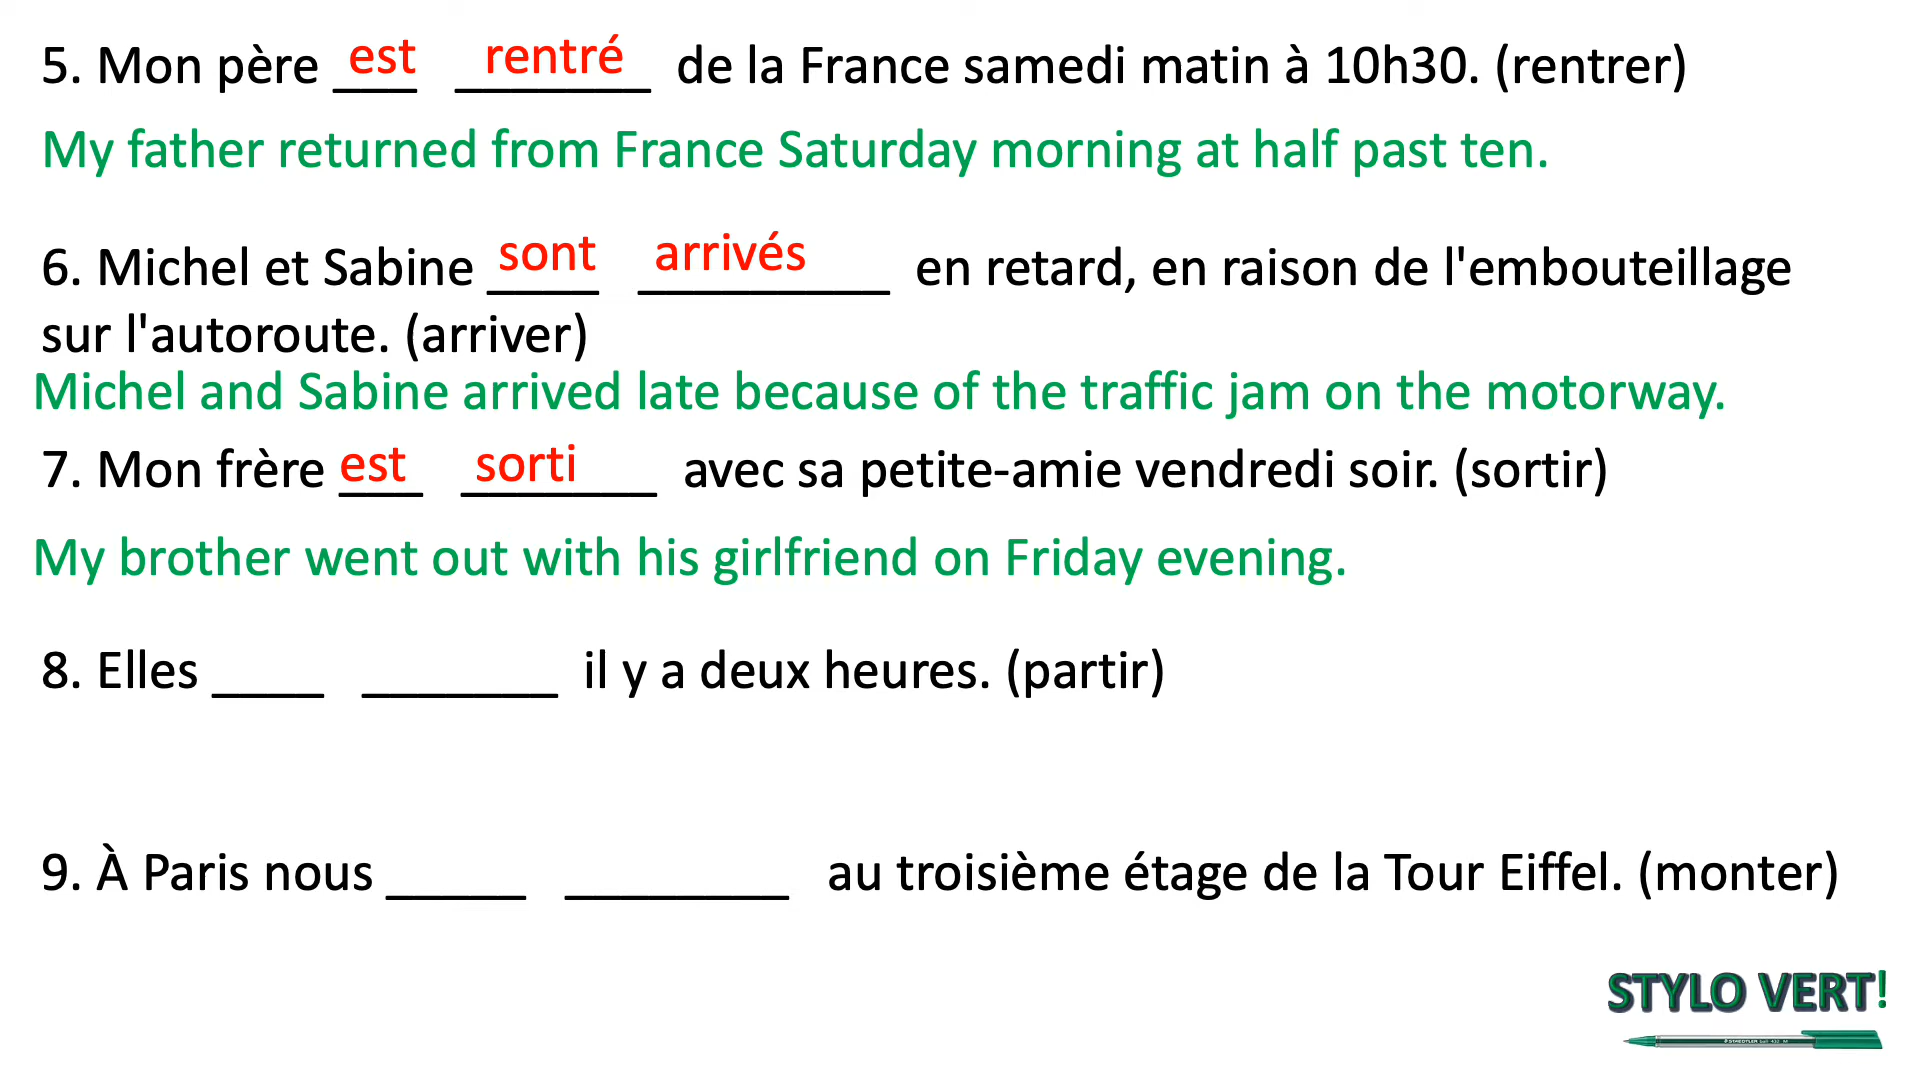 5. Mon père est rentré de la France samedi matin à 10h30. (rentrer)
My father returned from France Saturday morning at half past ten.
6. Michel et Sabine sont arrivés en retard, en raison de l'embouteillage
sur l'autoroute. (arriver)
Michel and Sabine arrived late because of the traffic jam on the motorway.
7. Mon frère est sorti avec sa petite-amie vendredi soir. (sortir)
My brother went out with his girlfriend on Friday evening.
8. Elles ____ _______ il y a deux heures. (partir)
9. À Paris nous _____ ________ au troisième étage de la Tour Eiffel. (monter)
STYLO VERT!
STAEDTLER ball 432 M